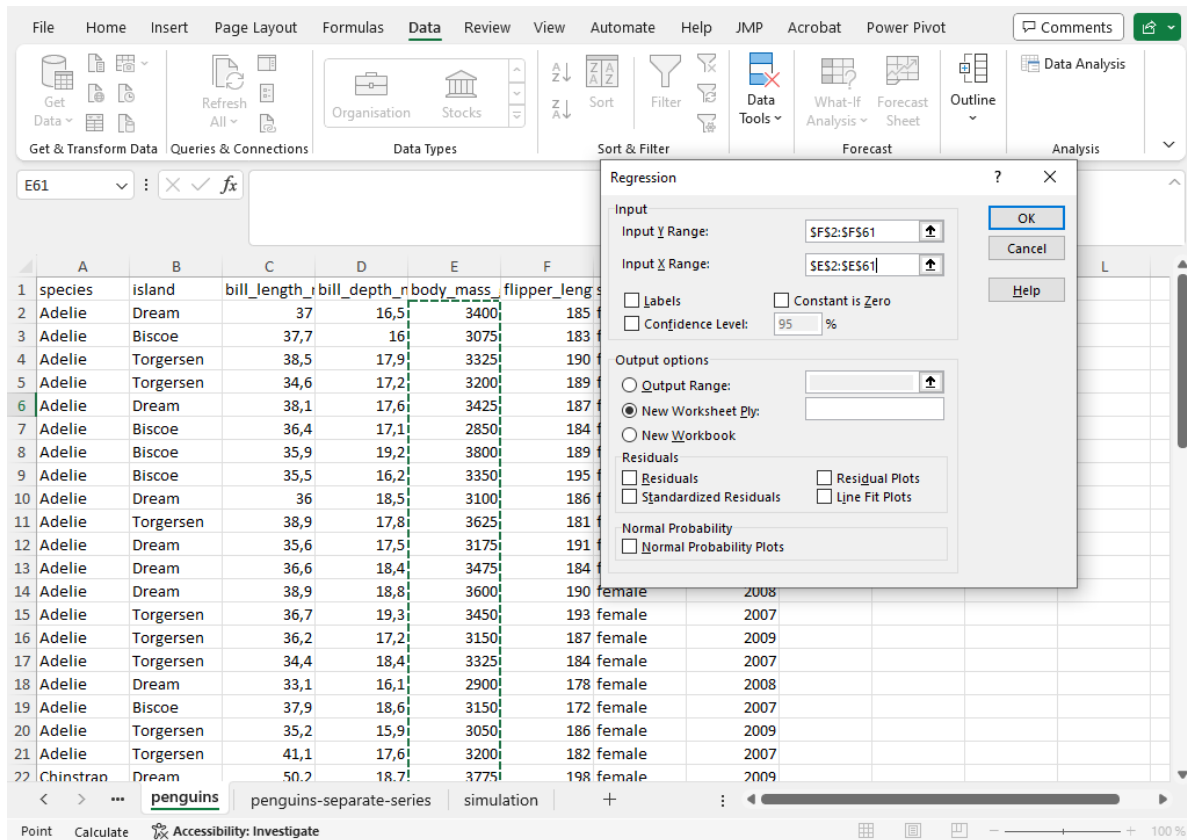 File Home Insert Page Layout Formulas Data Review View Automate Help JMP Acrobat Power Pivot Comments
Get Data
Refresh All
Organisation Stocks
Sort Filter
Data Tools
What-If Analysis Forecast Sheet
Outline
Data Analysis
Get & Transform Data Queries & Connections Data Types Sort & Filter Forecast Analysis
E61 fx
Regression ? X
Input
Input Y Range: $F$2:$F$61 OK
Cancel
Input X Range: $E$2:$E$61
Help
Labels Constant is Zero
Confidence Level: 95 %
Output options
Output Range:
New Worksheet Ply:
New Workbook
Residuals
Residuals Residual Plots
Standardized Residuals Line Fit Plots
Normal Probability
Normal Probability Plots
A B C D E F L
1 species island bill_length_r bill_depth_n body_mass_ flipper_leng s
2 Adelie Dream 37 16,5 3400 185 f
3 Adelie Biscoe 37,7 16 3075 183 f
4 Adelie Torgersen 38,5 17,9 3325 190 f
5 Adelie Torgersen 34,6 17,2 3200 189 f
6 Adelie Dream 38,1 17,6 3425 187 f
7 Adelie Biscoe 36,4 17,1 2850 184 f
8 Adelie Biscoe 35,9 19,2 3800 189 f
9 Adelie Biscoe 35,5 16,2 3350 195 f
10 Adelie Dream 36 18,5 3100 186 f
11 Adelie Torgersen 38,9 17,8 3625 181 f
12 Adelie Dream 35,6 17,5 3175 191 f
13 Adelie Dream 36,6 18,4 3475 184 f
14 Adelie Dream 38,9 18,8 3600 190 female 2008
15 Adelie Torgersen 36,7 19,3 3450 193 female 2007
16 Adelie Torgersen 36,2 17,2 3150 187 female 2009
17 Adelie Torgersen 34,4 18,4 3325 184 female 2007
18 Adelie Dream 33,1 16,1 2900 178 female 2008
19 Adelie Biscoe 37,9 18,6 3150 172 female 2007
20 Adelie Torgersen 35,2 15,9 3050 186 female 2009
21 Adelie Torgersen 41,1 17,6 3200 182 female 2007
22 Chinstrap Dream 50,2 18,7 3775 198 female 2009
penguins penguins-separate-series simulation
Point Calculate Accessibility: Investigate 100 %